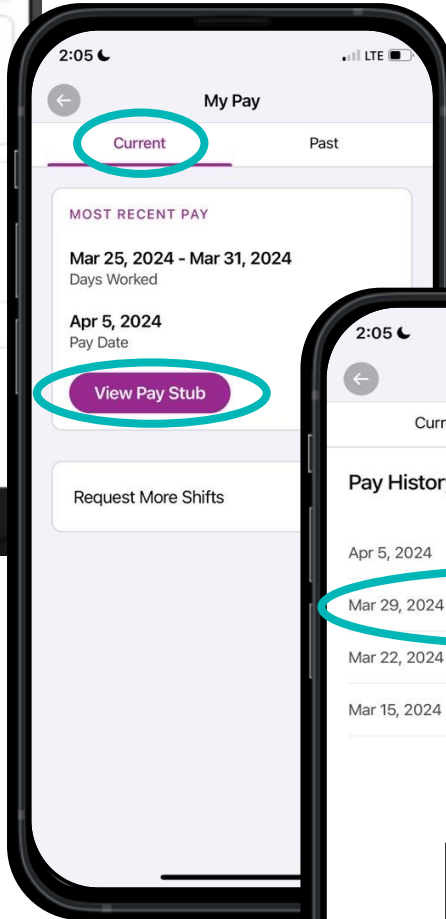 2:05
LTE
My Pay
Current
Past
MOST RECENT PAY
Mar 25, 2024 - Mar 31, 2024
Days Worked
Apr 5, 2024
Pay Date
View Pay Stub
Request More Shifts
2:05
Pay
Apr 5, 2024
Mar 29, 2024
Mar 22, 2024
Mar 15, 2024